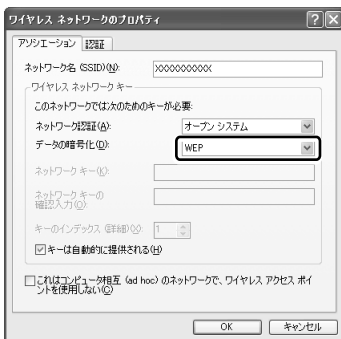 ワイヤレス ネットワークのプロパティ
アソシエーション 認証
ネットワーク名 (SSID)(N): XXXXXXXXXX
ワイヤレス ネットワーク キー
このネットワークでは次のためのキーが必要:
ネットワーク認証(A): オープン システム
データの暗号化(D): WEP
ネットワーク キー(K):
ネットワーク キーの
確認入力(O):
キーのインデックス (詳細)(X): 1
キーは自動的に提供される(H)
これはコンピュータ相互 (ad hoc) のネットワークで、ワイヤレス アクセス ポイ
ントを使用しない(C)
OK キャンセル